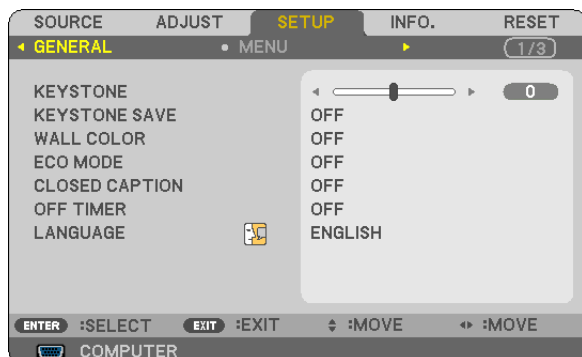 SOURCE ADJUST SETUP INFO. RESET
GENERAL MENU 1/3
KEYSTONE 0
KEYSTONE SAVE OFF
WALL COLOR OFF
ECO MODE OFF
CLOSED CAPTION OFF
OFF TIMER OFF
LANGUAGE ENGLISH
ENTER :SELECT EXIT :EXIT :MOVE :MOVE
COMPUTER